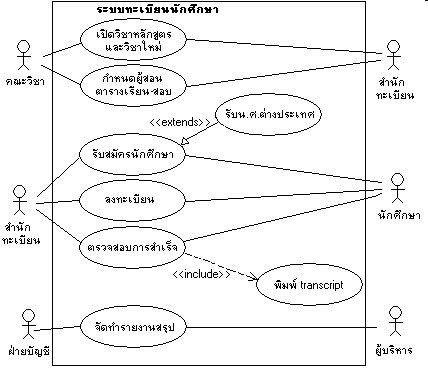 ระบบทะเบียนนักศึกษา
เปิดวิชาหลักสูตร
และวิชาใหม่
คณะวิชา
สำนัก
ทะเบียน
กำหนดผู้สอน
ตารางเรียน-สอบ
<<extends>>
รับน.ศ.ต่างประเทศ
รับสมัครนักศึกษา
ลงทะเบียน
สำนัก
ทะเบียน
นักศึกษา
ตรวจสอบการสำเร็จ
<<include>>
พิมพ์ transcript
จัดทำรายงานสรุป
ฝ่ายบัญชี
ผู้บริหาร